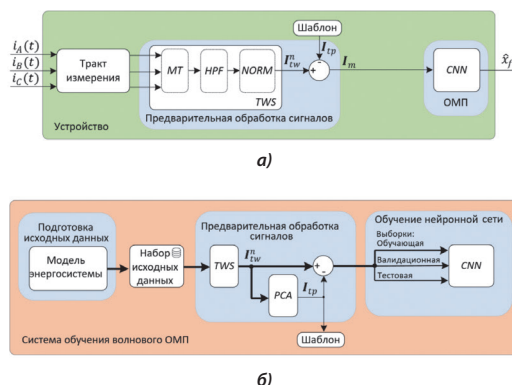 i_A(t)
i_B(t)
i_C(t)
Тракт
измерения
MT
HPF
NORM
TWS
Предварительная обработка сигналов
Устройство
I^n_tw
Шаблон
I_tp
+
-
I_m
CNN
ОМП
x̂_f
а)
Подготовка
исходных данных
Модель
энергосистемы
Набор
исходных
данных
Предварительная обработка
сигналов
TWS
I^n_tw
PCA
I_tp
+
-
Шаблон
Обучение нейронной сети
Выборки:
Обучающая
Валидационная
Тестовая
CNN
Система обучения волнового ОМП
б)